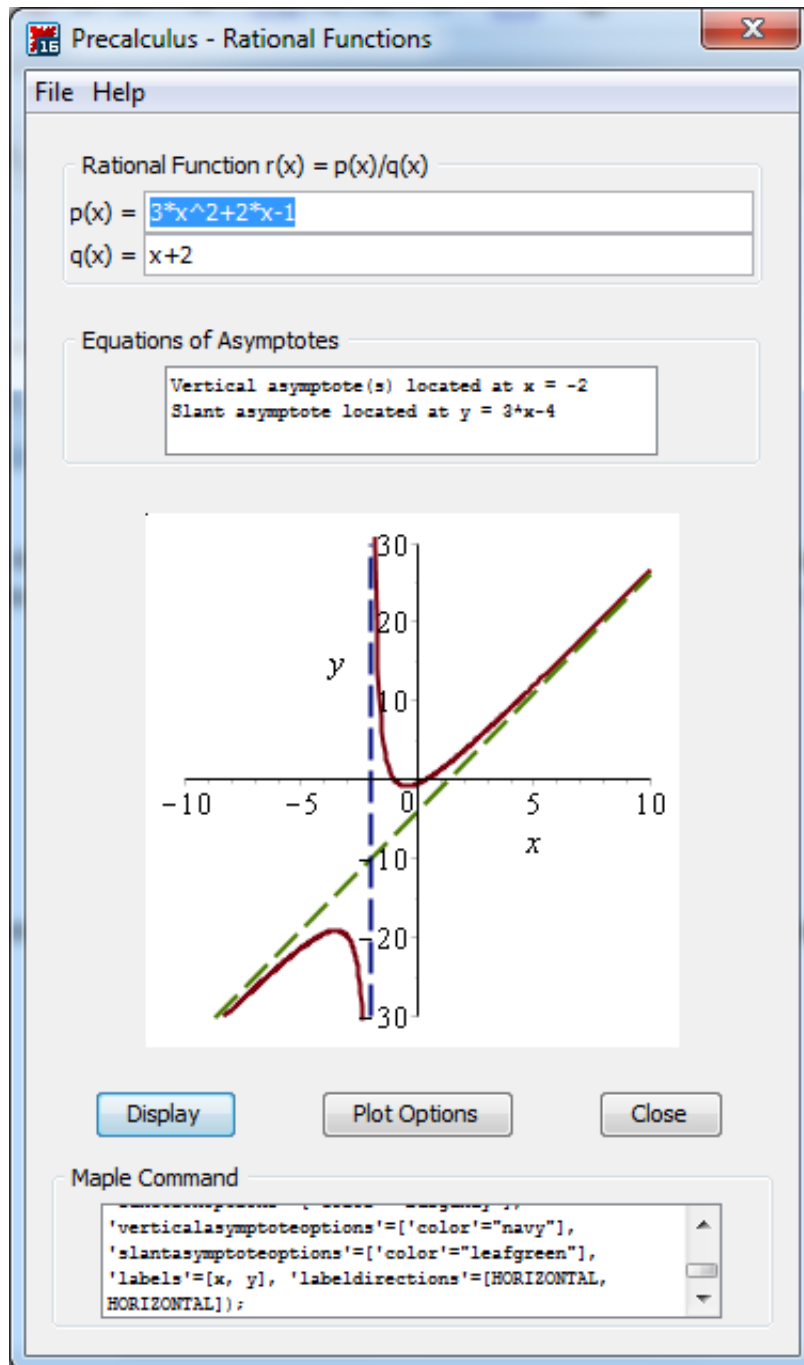 16 Precalculus - Rational Functions
File Help
Rational Function r(x) = p(x)/q(x)
p(x) = 3*x^2+2*x-1
q(x) = x+2
Equations of Asymptotes
Vertical asymptote(s) located at x = -2
Slant asymptote located at y = 3*x-4
30
20
y
10
-10 -5 0 5 10
x
-10
-20
-30
Display Plot Options Close
Maple Command
'verticalasymptoteoptions'=['color'="navy"],
'slantasymptoteoptions'=['color'="leafgreen"],
'labels'=[x, y], 'labeldirections'=[HORIZONTAL,
HORIZONTAL]);